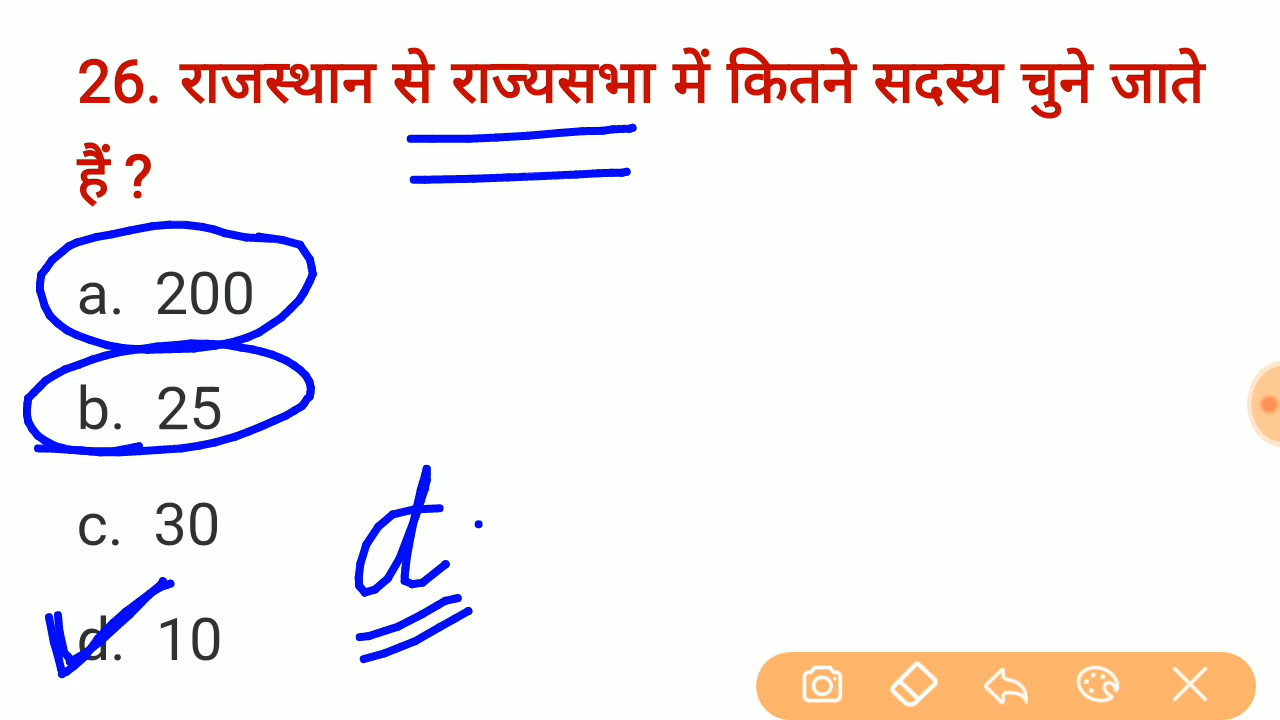 26. राजस्थान से राज्यसभा में कितने सदस्य चुने जाते
हैं ?
a. 200
b. 25
c. 30
d. 10
d.